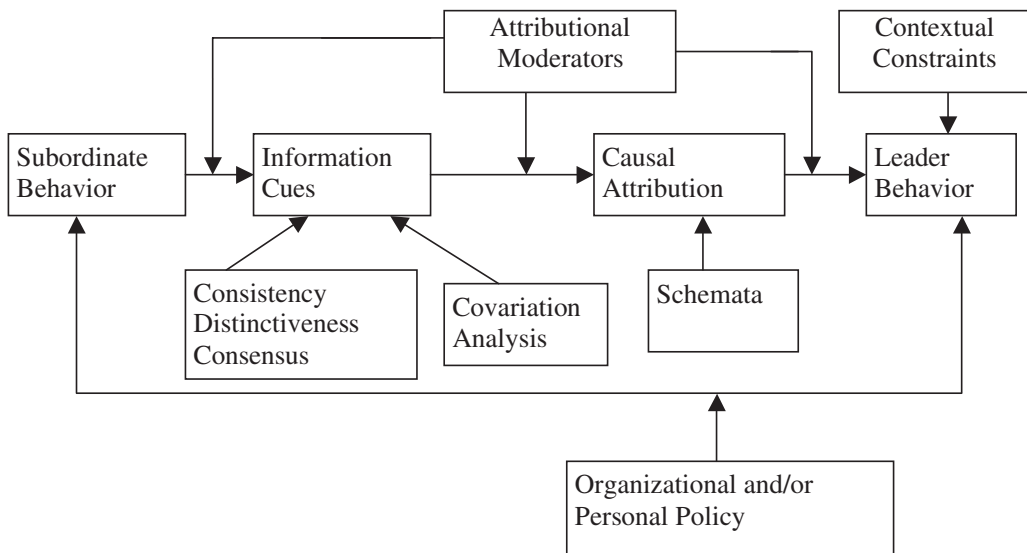 Attributional
Moderators
Contextual
Constraints
Subordinate
Behavior
Information
Cues
Causal
Attribution
Leader
Behavior
Consistency
Distinctiveness
Consensus
Covariation
Analysis
Schemata
Organizational and/or
Personal Policy